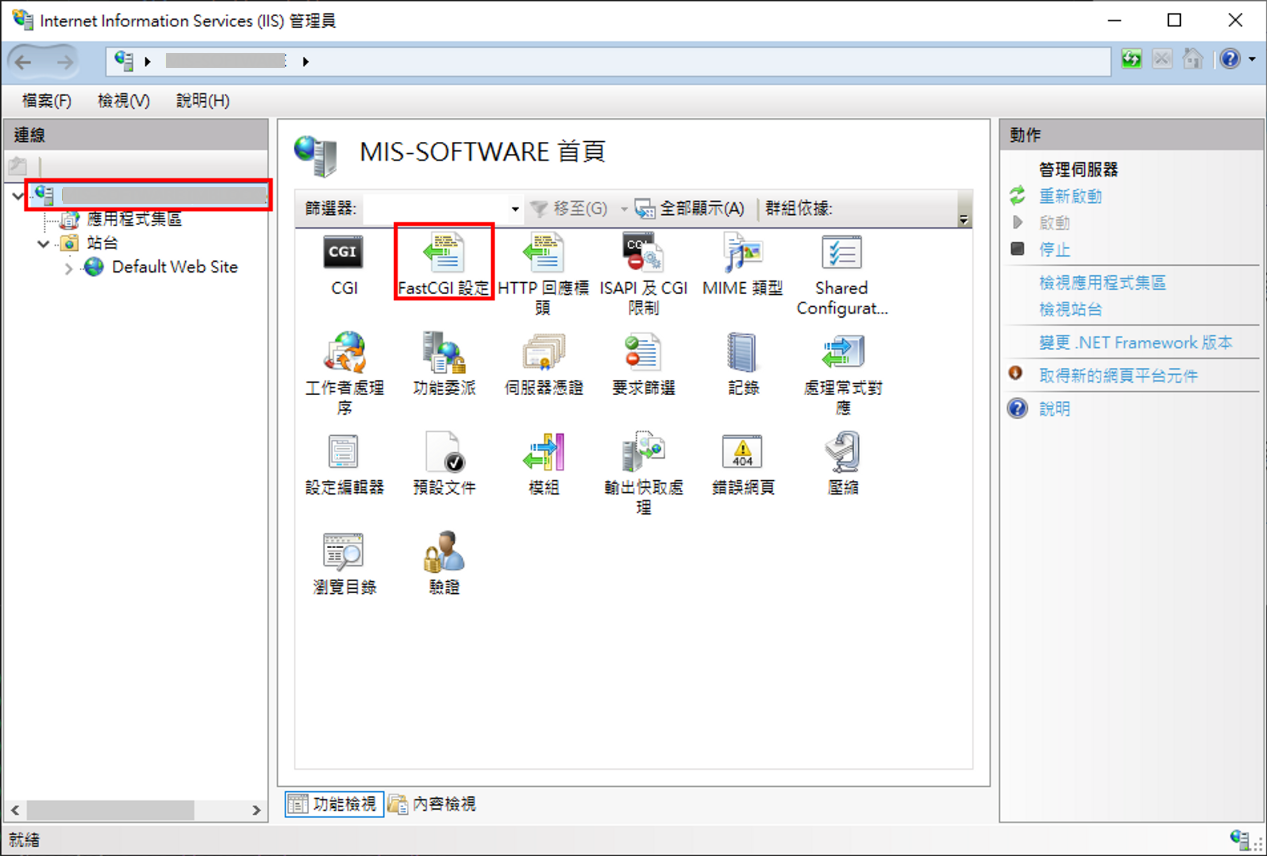 Internet Information Services (IIS) 管理員
檔案(F) 檢視(V) 說明(H)
連線
應用程式集區
站台
Default Web Site
MIS-SOFTWARE 首頁
篩選器: 移至(G) 全部顯示(A) 群組依據:
CGI
CGI
FastCGI 設定
HTTP 回應標
頭
CGI
ISAPI 及 CGI
限制
MIME 類型
Shared
Configurat...
工作者處理
序
功能委派
伺服器憑證
要求篩選
記錄
處理常式對
應
設定編輯器
預設文件
模組
輸出快取處
理
404
錯誤網頁
壓縮
瀏覽目錄
驗證
功能檢視 內容檢視
動作
管理伺服器
重新啟動
啟動
停止
檢視應用程式集區
檢視站台
變更 .NET Framework 版本
取得新的網頁平台元件
說明
就緒